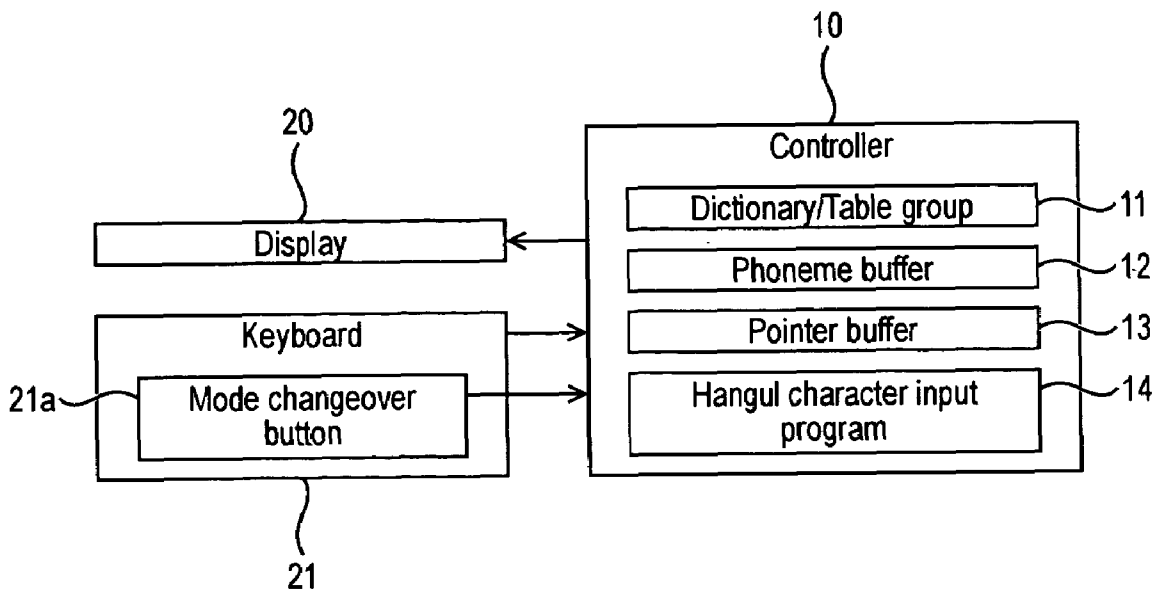 10
Controller
20
Dictionary/Table group
11
Display
Phoneme buffer
12
Keyboard
Pointer buffer
13
21a
Mode changeover
button
Hangul character input
program
14
21